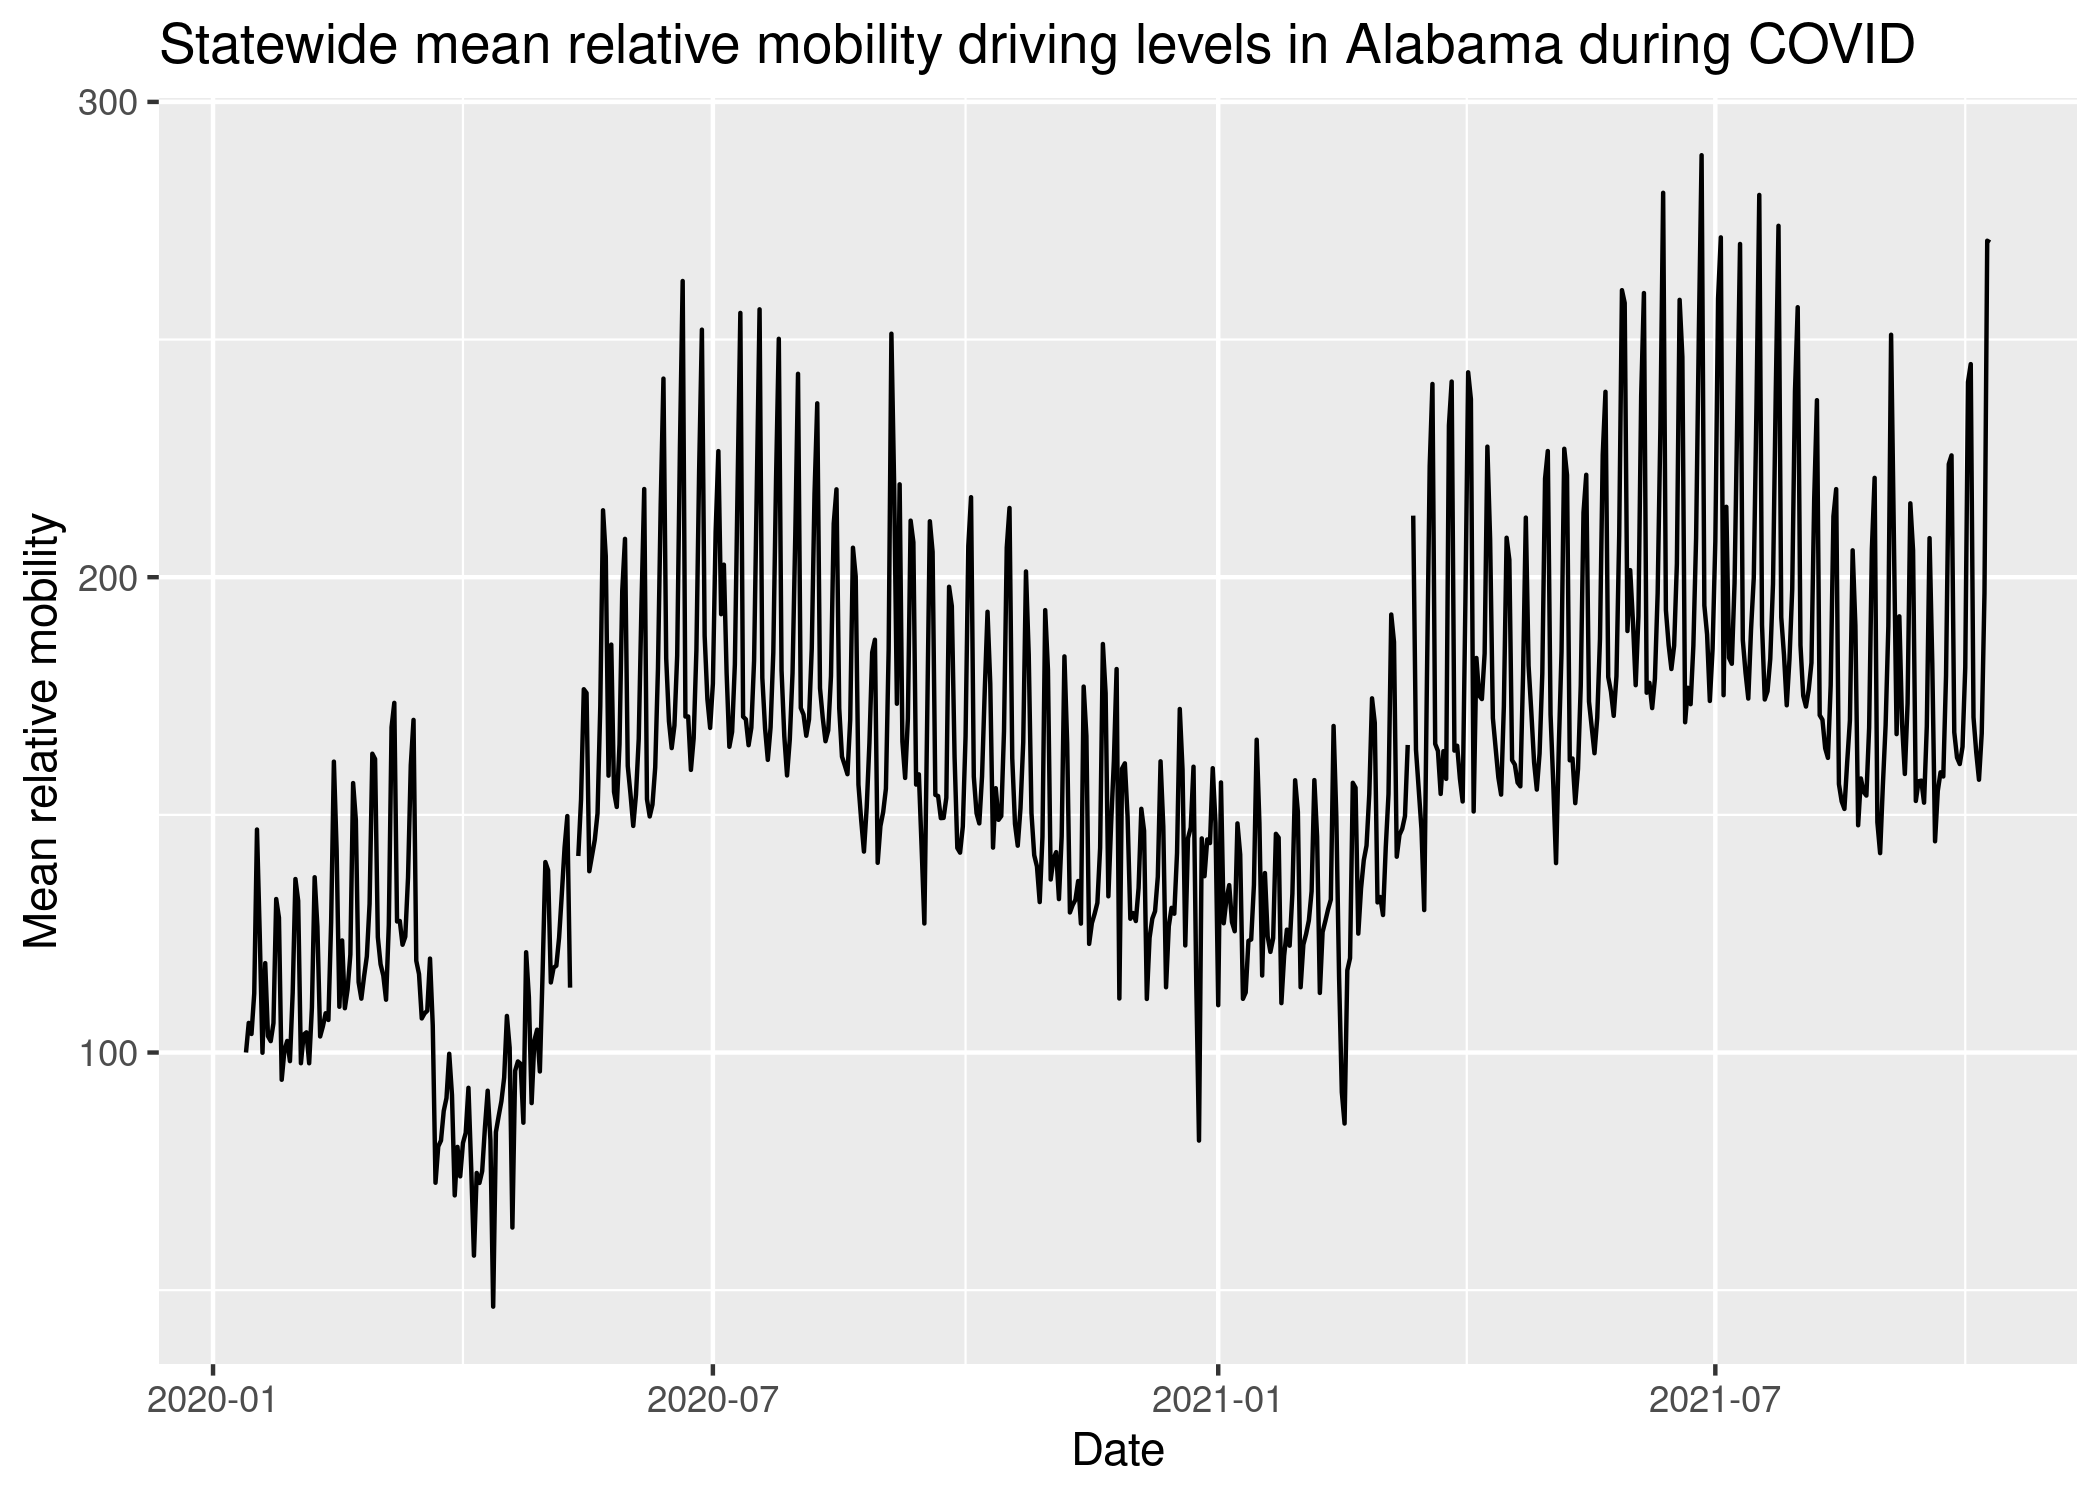 Statewide mean relative mobility driving levels in Alabama during COVID
Mean relative mobility
300
200
100
2020-01
2020-07
2021-01
2021-07
Date